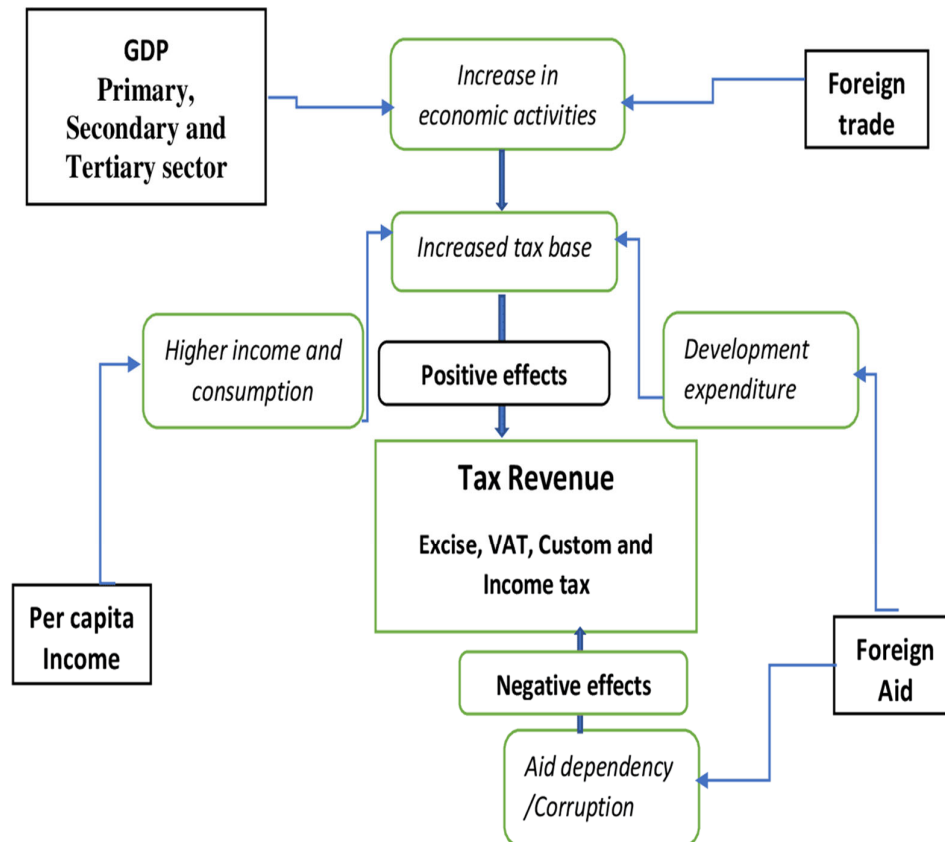 GDP
Primary,
Secondary and
Tertiary sector
Increase in
economic activities
Foreign
trade
Increased tax base
Higher income and
consumption
Positive effects
Development
expenditure
Tax Revenue
Excise, VAT, Custom and
Income tax
Per capita
Income
Negative effects
Foreign
Aid
Aid dependency
/Corruption